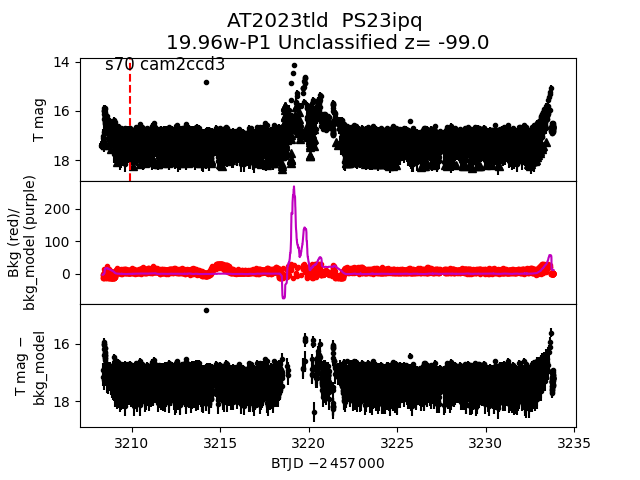 AT2023tld  PS23ipq
19.96w-P1 Unclassified z= -99.0
s70 cam2ccd3
14
16
18
T mag
200
100
0
Bkg (red)/
bkg_model (purple)
16
18
T mag −
bkg_model
3210 3215 3220 3225 3230 3235
BTJD −2 457 000